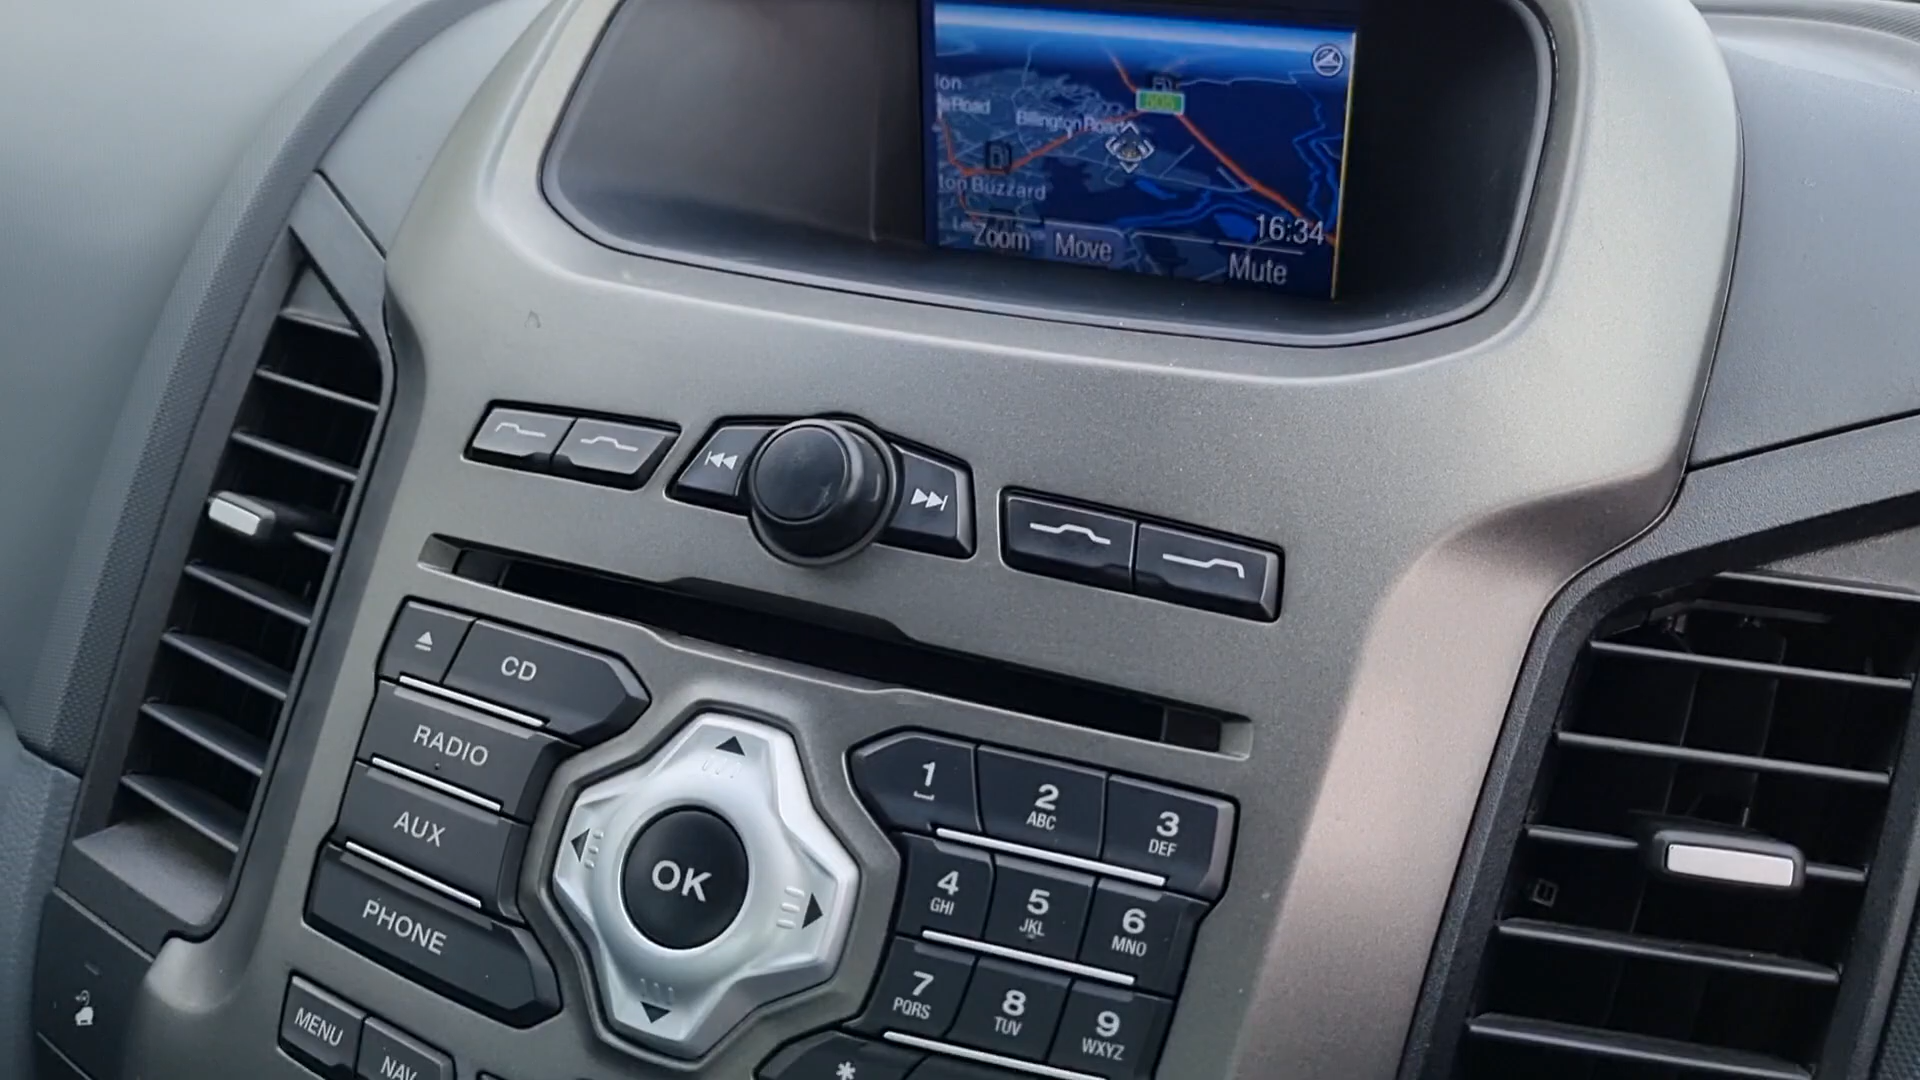 lon
Billington Road
ton Buzzard
16:34
Zoom
Move
Mute
CD
RADIO
AUX
PHONE
MENU
NAV
OK
1
2
ABC
3
DEF
4
GHI
5
JKL
6
MNO
7
PQRS
8
TUV
9
WXYZ
*